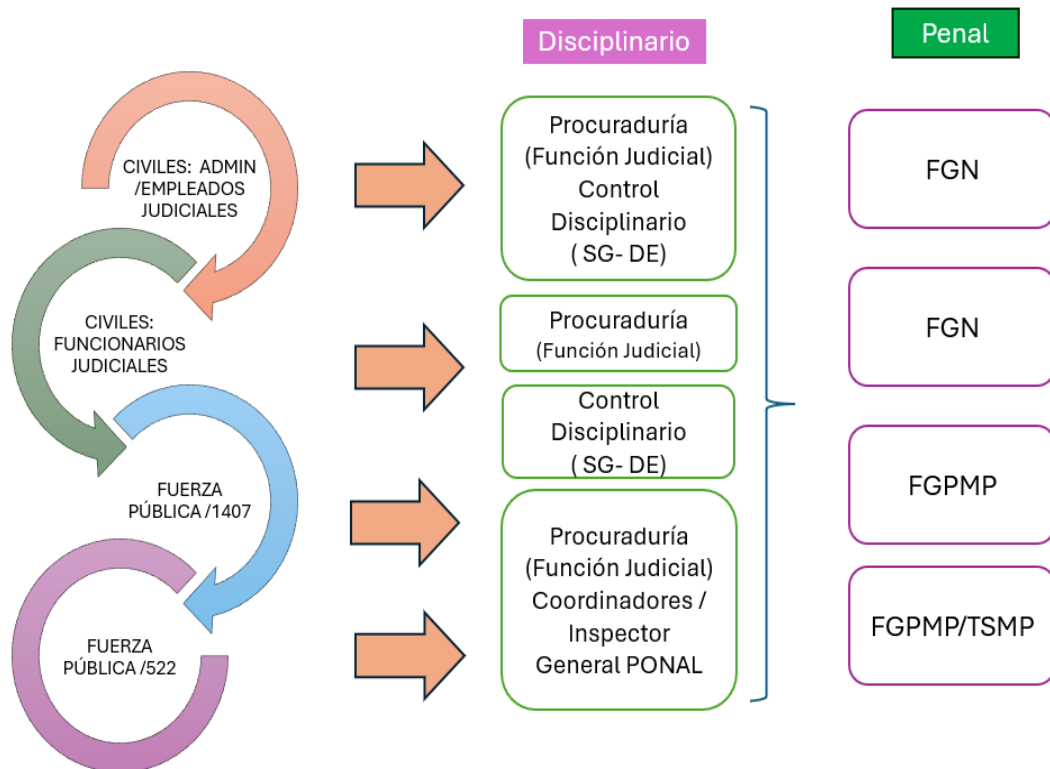 Disciplinario
Penal
CIVILES: ADMIN
/EMPLEADOS
JUDICIALES
Procuraduría
(Función Judicial)
Control
Disciplinario
( SG- DE)
FGN
CIVILES:
FUNCIONARIOS
JUDICIALES
Procuraduría
(Función Judicial)
FGN
FUERZA
PÚBLICA /1407
Control
Disciplinario
( SG- DE)
FGPMP
FUERZA
PÚBLICA /522
Procuraduría
(Función Judicial)
Coordinadores /
Inspector
General PONAL
FGPMP/TSMP